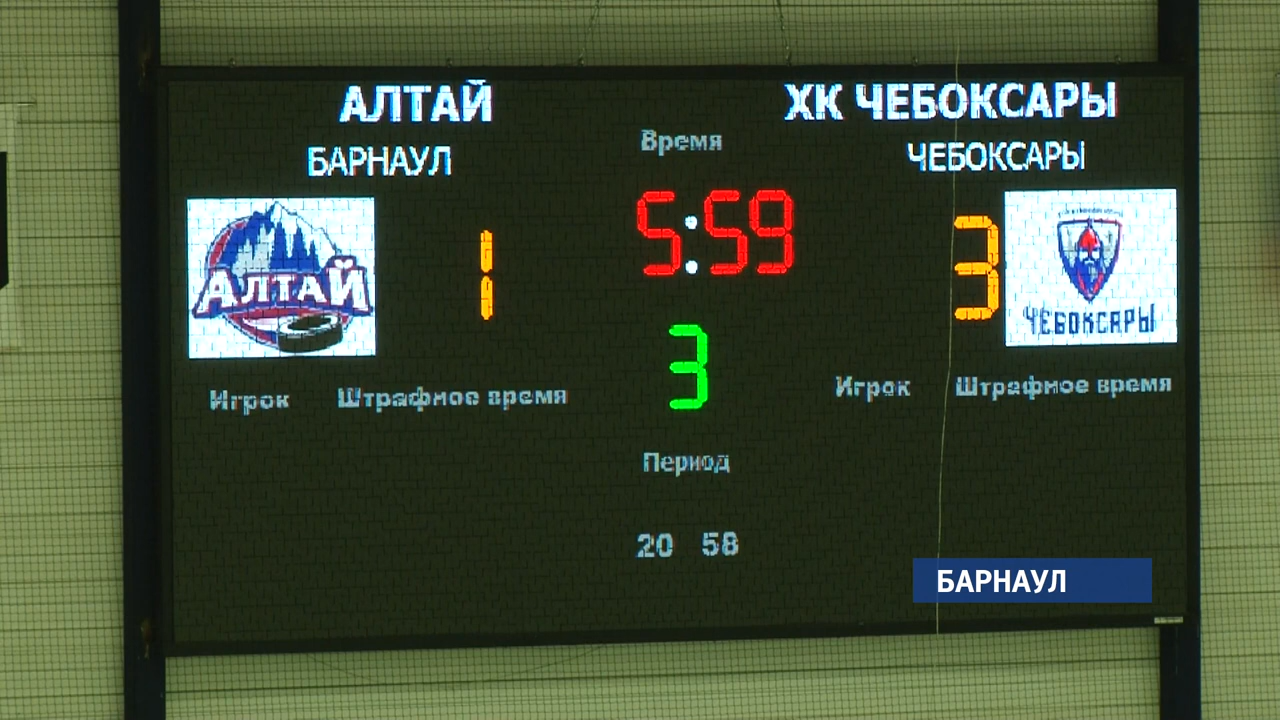 АЛТАЙ
ХК ЧЕБОКСАРЫ
БАРНАУЛ
Время
ЧЕБОКСАРЫ
АЛТАЙ
1
5:59
3
ЧЕБОКСАРЫ
3
Игрок Штрафное время
Игрок Штрафное время
Период
20 58
БАРНАУЛ